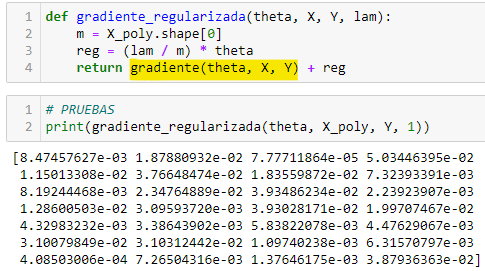 1 def gradiente_regularizada(theta, X, Y, lam):
2     m = X_poly.shape[0]
3     reg = (lam / m) * theta
4     return gradiente(theta, X, Y) + reg
1 # PRUEBAS
2 print(gradiente_regularizada(theta, X_poly, Y, 1))
[8.47457627e-03 1.87880932e-02 7.77711864e-05 5.03446395e-02
 1.15013308e-02 3.76648474e-02 1.83559872e-02 7.32393391e-03
 8.19244468e-03 2.34764889e-02 3.93486234e-02 2.23923907e-03
 1.28600503e-02 3.09593720e-03 3.93028171e-02 1.99707467e-02
 4.32983232e-03 3.38643902e-03 5.83822078e-03 4.47629067e-03
 3.10079849e-02 3.10312442e-02 1.09740238e-03 6.31570797e-03
 4.08503006e-04 7.26504316e-03 1.37646175e-03 3.87936363e-02]